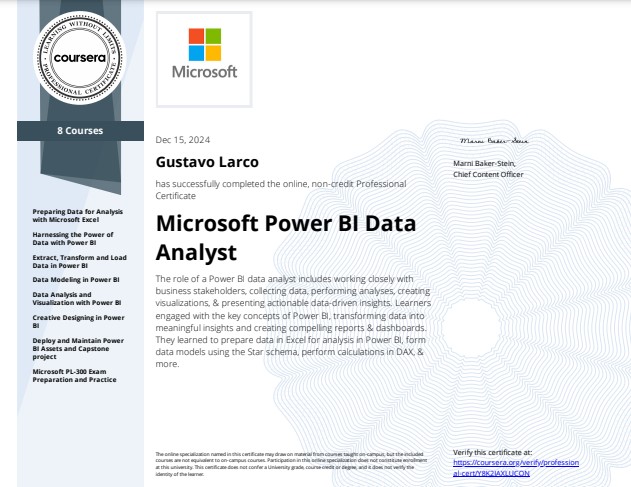 LEARNING WITHOUT LIMITS
coursera
PROFESSIONAL CERTIFICATE
8 Courses
Preparing Data for Analysis
with Microsoft Excel
Harnessing the Power of
Data with Power BI
Extract, Transform and Load
Data in Power BI
Data Modeling in Power BI
Data Analysis and
Visualization with Power BI
Creative Designing in Power
BI
Deploy and Maintain Power
BI Assets and Capstone
project
Microsoft PL-300 Exam
Preparation and Practice
Microsoft
Dec 15, 2024
Gustavo Larco
has successfully completed the online, non-credit Professional
Certificate
Microsoft Power BI Data
Analyst
The role of a Power BI data analyst includes working closely with
business stakeholders, collecting data, performing analyses, creating
visualizations, & presenting actionable data-driven insights. Learners
engaged with the key concepts of Power BI, transforming data into
meaningful insights and creating compelling reports & dashboards.
They learned to prepare data in Excel for analysis in Power BI, form
data models using the Star schema, perform calculations in DAX, &
more.
Marni Baker-Stein
Marni Baker-Stein,
Chief Content Officer
The online specialization named in this certificate may draw on material from courses taught on-campus, but the included
courses are not equivalent to on-campus courses. Participation in this online specialization does not constitute enrollment
at this university. This certificate does not confer a University grade, course credit or degree, and it does not verify the
identity of the learner.
Verify this certificate at:
https://coursera.org/verify/profession
al-cert/Y8K2IAXLUCON